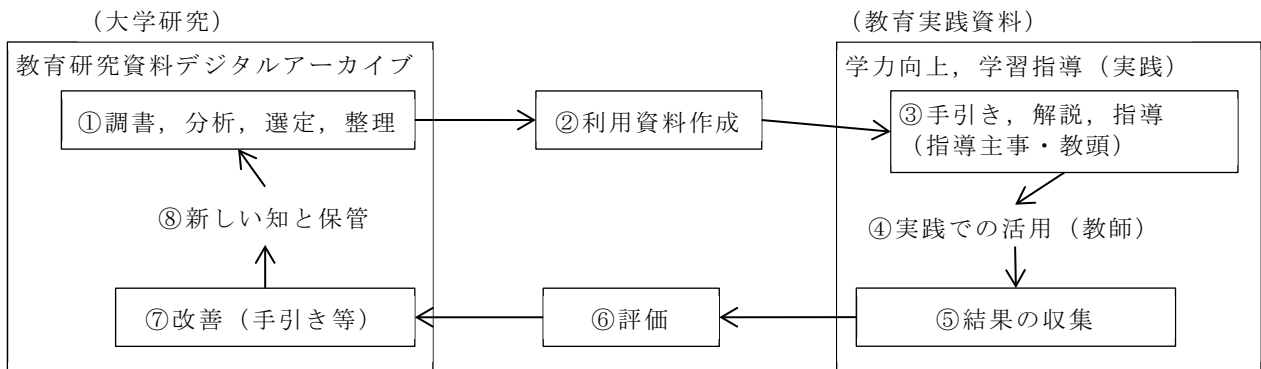 （大学研究）
（教育実践資料）
教育研究資料デジタルアーカイブ
学力向上，学習指導（実践）
①調書，分析，選定，整理
②利用資料作成
③手引き，解説，指導
（指導主事・教頭）
⑧新しい知と保管
④実践での活用（教師）
⑦改善（手引き等）
⑥評価
⑤結果の収集